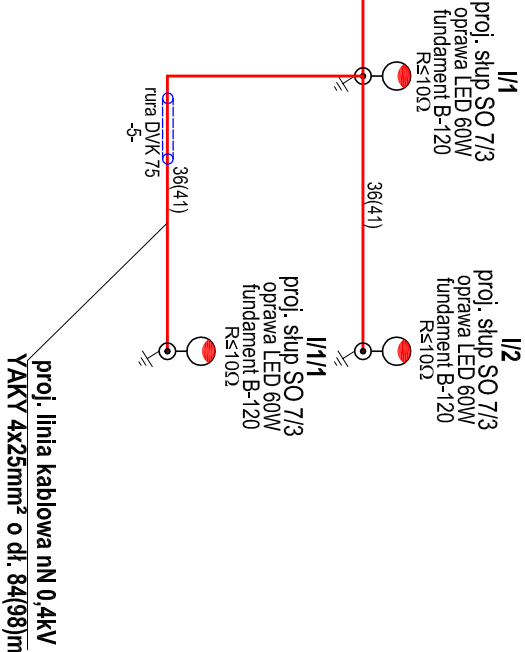 I/1
proj. słup SO 7/3
oprawa LED 60W
fundament B-120
R≤10Ω
I/2
proj. słup SO 7/3
oprawa LED 60W
fundament B-120
R≤10Ω
36(41)
I/1/1
proj. słup SO 7/3
oprawa LED 60W
fundament B-120
R≤10Ω
36(41)
rura DVK 75
-5-
proj. linia kablowa nN 0,4kV
YAKY 4x25mm² o dł. 84(98)m